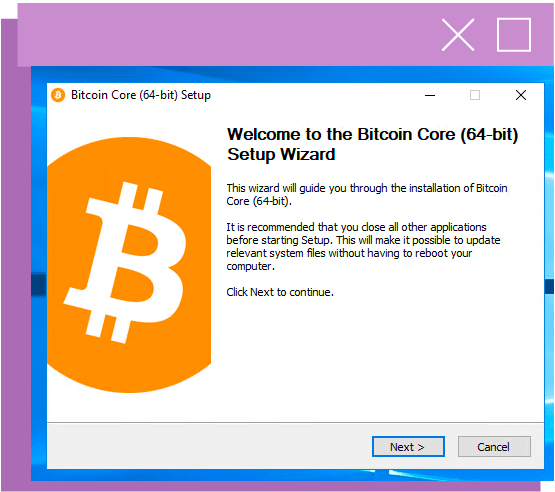 Bitcoin Core (64-bit) Setup
Welcome to the Bitcoin Core (64-bit)
Setup Wizard
This wizard will guide you through the installation of Bitcoin
Core (64-bit).
It is recommended that you close all other applications
before starting Setup. This will make it possible to update
relevant system files without having to reboot your
computer.
Click Next to continue.
Next >
Cancel